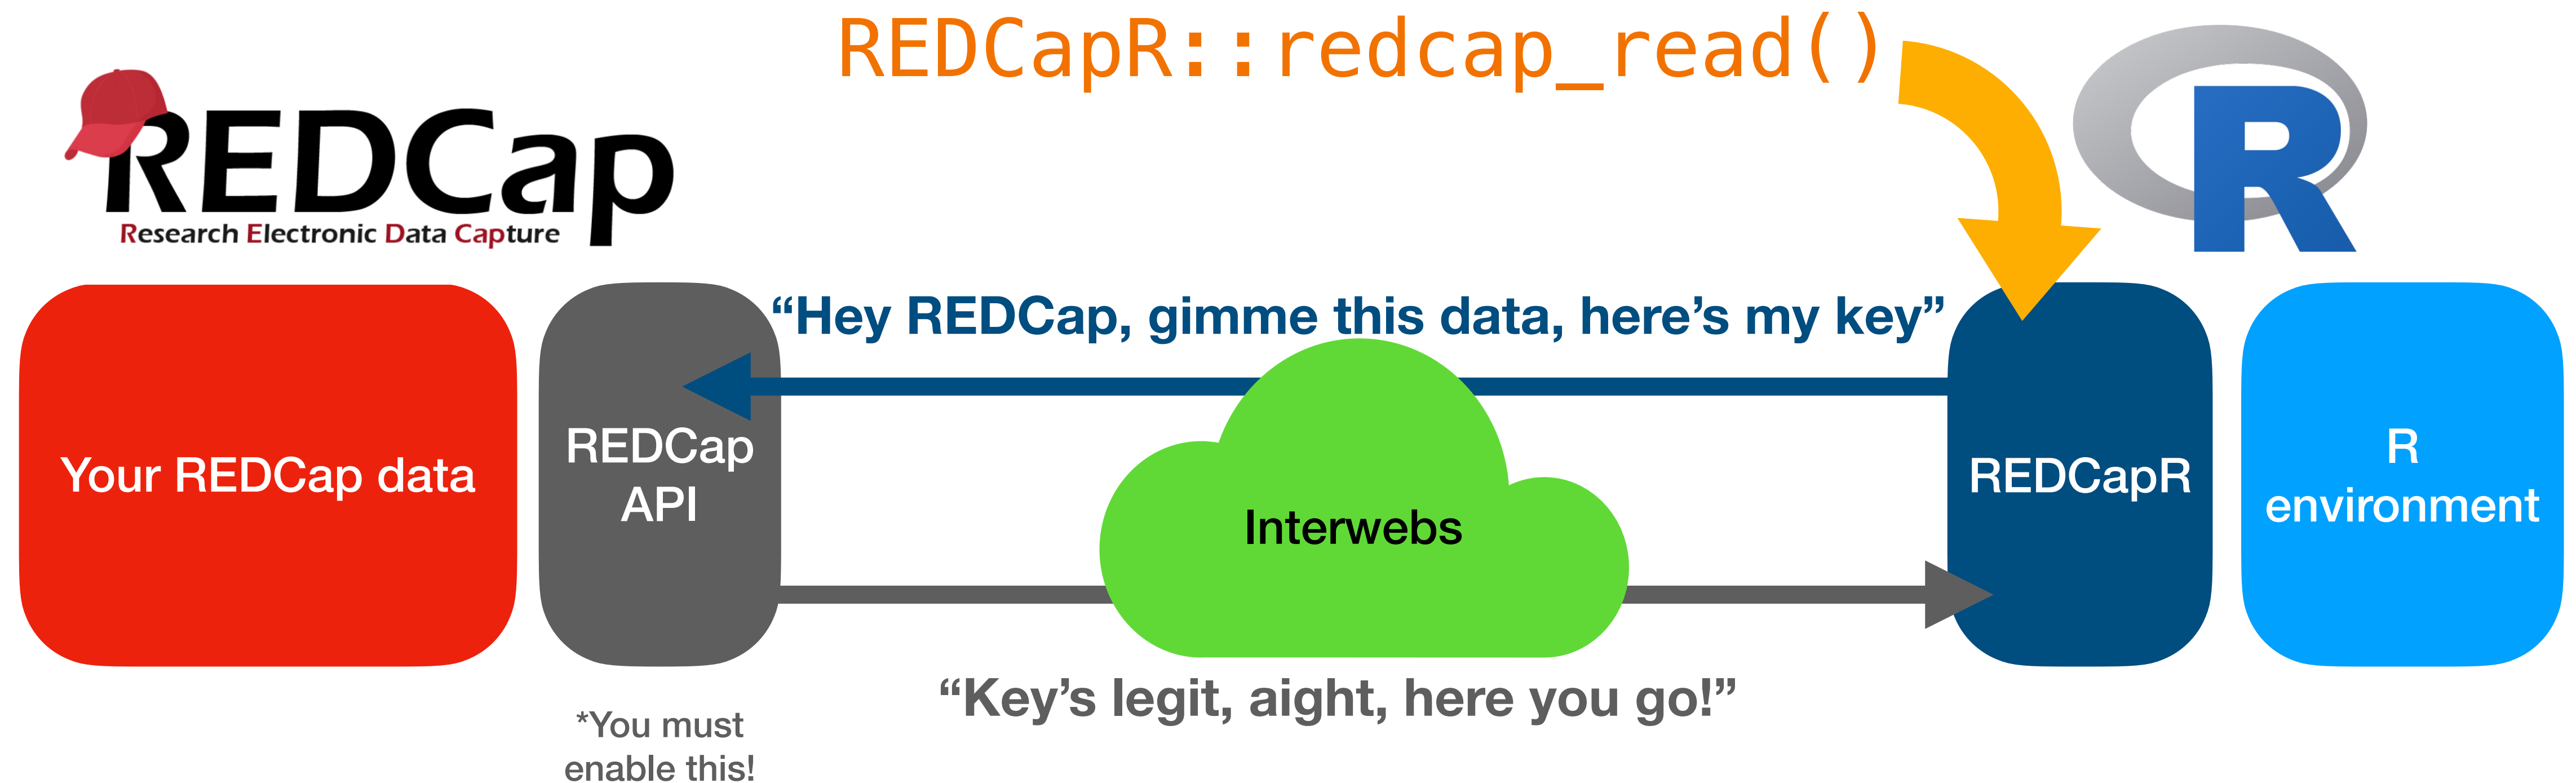 REDCapR::redcap_read()
REDCap
Research Electronic Data Capture
R
“Hey REDCap, gimme this data, here’s my key”
Your REDCap data
REDCap
API
Interwebs
REDCapR
R
environment
“Key’s legit, aight, here you go!”
*You must
enable this!